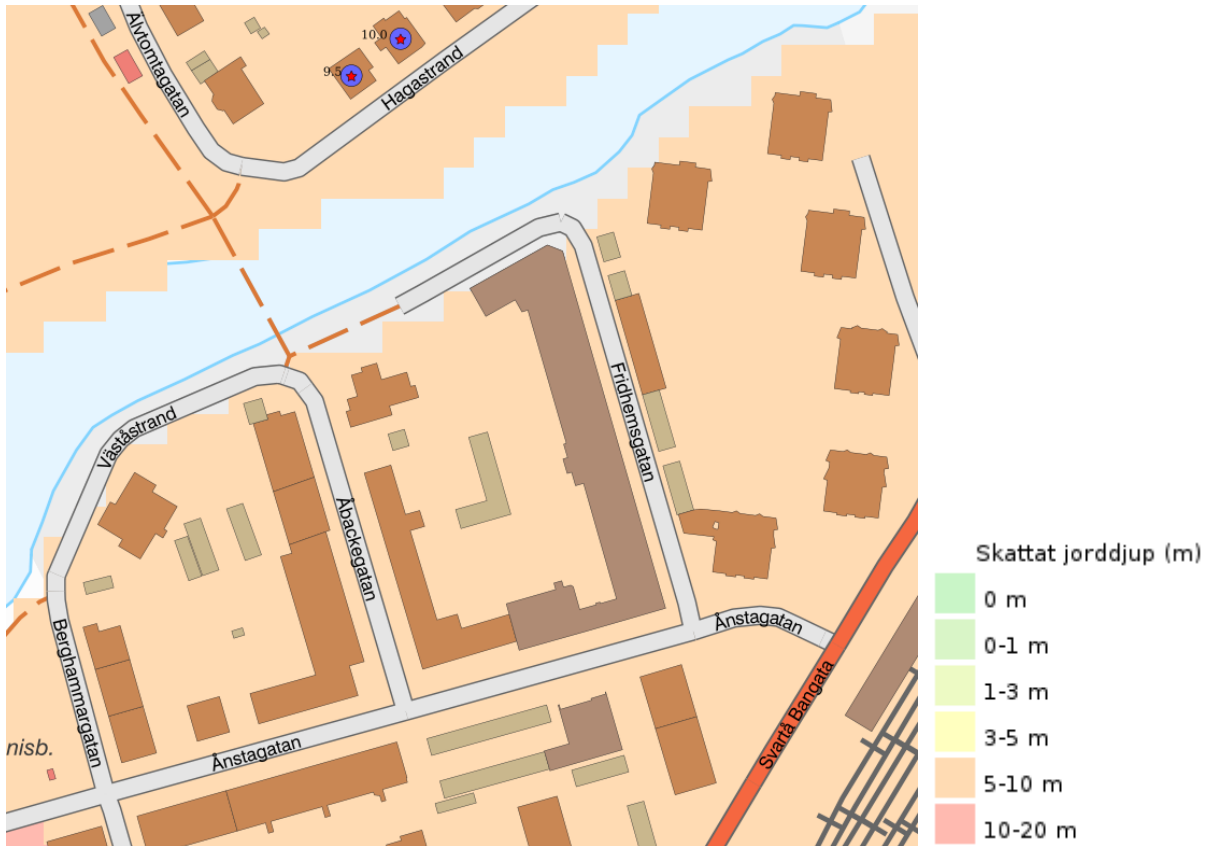 Älvtomtagatan
10.0
9.5
Hagastrand
Väståstrand
Fridhemsgatan
Åbackegatan
Berghammargatan
Ånstagatan
Ånstagatan
Svartå Bangata
nisb.
Skattat jorddjup (m)
0 m
0-1 m
1-3 m
3-5 m
5-10 m
10-20 m